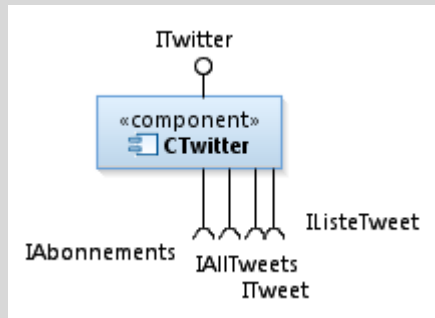 ITwitter
«component»
CTwitter
IListeTweet
IAbonnements
IAllTweets
ITweet